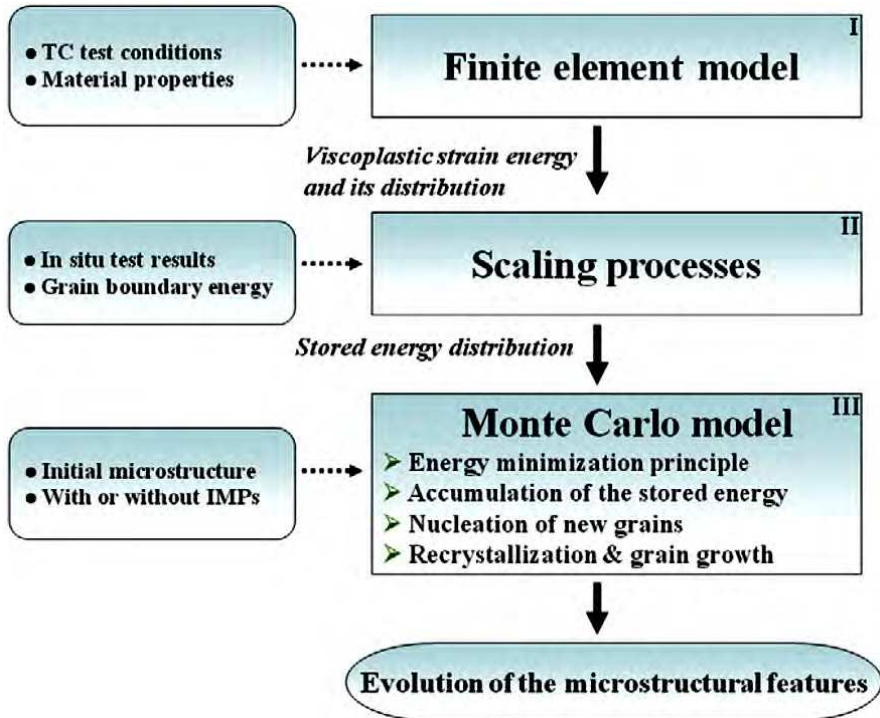 ● TC test conditions
● Material properties
I
Finite element model
Viscoplastic strain energy
and its distribution
● In situ test results
● Grain boundary energy
II
Scaling processes
Stored energy distribution
● Initial microstructure
● With or without IMPs
III
Monte Carlo model
➢ Energy minimization principle
➢ Accumulation of the stored energy
➢ Nucleation of new grains
➢ Recrystallization & grain growth
Evolution of the microstructural features